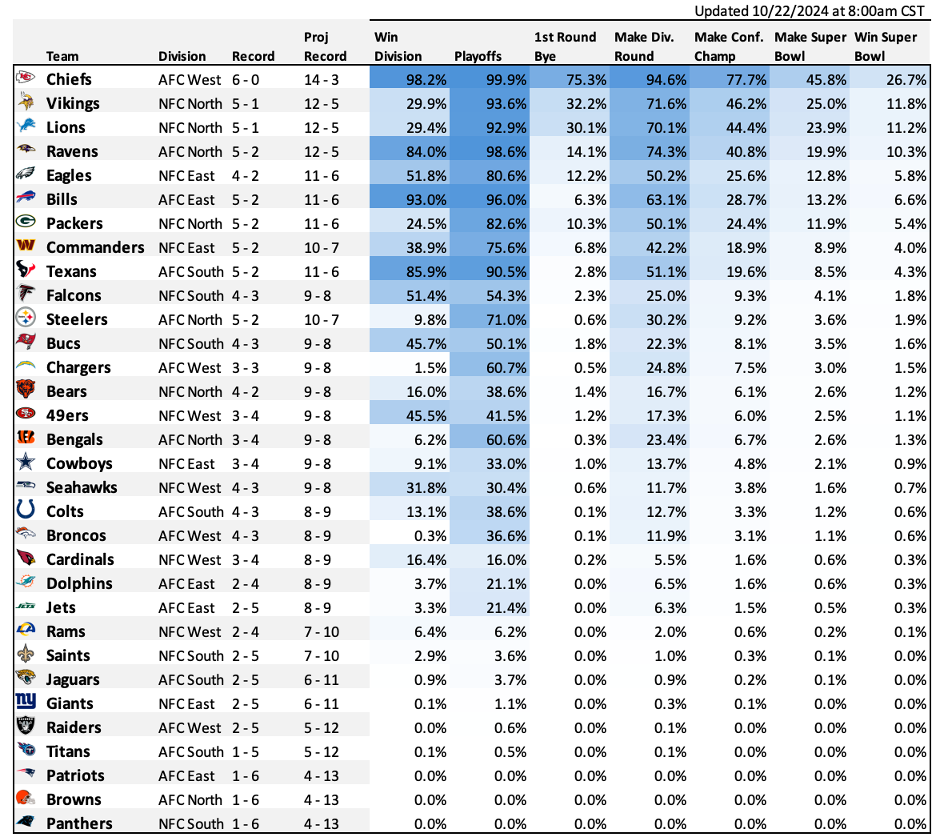 Updated 10/22/2024 at 8:00am CST
Proj Win 1st Round Make Div. Make Conf. Make Super Win Super
Team Division Record Record Division Playoffs Bye Round Champ Bowl Bowl
Chiefs AFC West 6 - 0 14 - 3 98.2% 99.9% 75.3% 94.6% 77.7% 45.8% 26.7%
Vikings NFC North 5 - 1 12 - 5 29.9% 93.6% 32.2% 71.6% 46.2% 25.0% 11.8%
Lions NFC North 5 - 1 12 - 5 29.4% 92.9% 30.1% 70.1% 44.4% 23.9% 11.2%
Ravens AFC North 5 - 2 12 - 5 84.0% 98.6% 14.1% 74.3% 40.8% 19.9% 10.3%
Eagles NFC East 4 - 2 11 - 6 51.8% 80.6% 12.2% 50.2% 25.6% 12.8% 5.8%
Bills AFC East 5 - 2 11 - 6 93.0% 96.0% 6.3% 63.1% 28.7% 13.2% 6.6%
Packers NFC North 5 - 2 11 - 6 24.5% 82.6% 10.3% 50.1% 24.4% 11.9% 5.4%
Commanders NFC East 5 - 2 10 - 7 38.9% 75.6% 6.8% 42.2% 18.9% 8.9% 4.0%
Texans AFC South 5 - 2 11 - 6 85.9% 90.5% 2.8% 51.1% 19.6% 8.5% 4.3%
Falcons NFC South 4 - 3 9 - 8 51.4% 54.3% 2.3% 25.0% 9.3% 4.1% 1.8%
Steelers AFC North 5 - 2 10 - 7 9.8% 71.0% 0.6% 30.2% 9.2% 3.6% 1.9%
Bucs NFC South 4 - 3 9 - 8 45.7% 50.1% 1.8% 22.3% 8.1% 3.5% 1.6%
Chargers AFC West 3 - 3 9 - 8 1.5% 60.7% 0.5% 24.8% 7.5% 3.0% 1.5%
Bears NFC North 4 - 2 9 - 8 16.0% 38.6% 1.4% 16.7% 6.1% 2.6% 1.2%
49ers NFC West 3 - 4 9 - 8 45.5% 41.5% 1.2% 17.3% 6.0% 2.5% 1.1%
Bengals AFC North 3 - 4 9 - 8 6.2% 60.6% 0.3% 23.4% 6.7% 2.6% 1.3%
Cowboys NFC East 3 - 4 9 - 8 9.1% 33.0% 1.0% 13.7% 4.8% 2.1% 0.9%
Seahawks NFC West 4 - 3 9 - 8 31.8% 30.4% 0.6% 11.7% 3.8% 1.6% 0.7%
Colts AFC South 4 - 3 8 - 9 13.1% 38.6% 0.1% 12.7% 3.3% 1.2% 0.6%
Broncos AFC West 4 - 3 8 - 9 0.3% 36.6% 0.1% 11.9% 3.1% 1.1% 0.6%
Cardinals NFC West 3 - 4 8 - 9 16.4% 16.0% 0.2% 5.5% 1.6% 0.6% 0.3%
Dolphins AFC East 2 - 4 8 - 9 3.7% 21.1% 0.0% 6.5% 1.6% 0.6% 0.3%
JETS Jets AFC East 2 - 5 8 - 9 3.3% 21.4% 0.0% 6.3% 1.5% 0.5% 0.3%
Rams NFC West 2 - 4 7 - 10 6.4% 6.2% 0.0% 2.0% 0.6% 0.2% 0.1%
Saints NFC South 2 - 5 7 - 10 2.9% 3.6% 0.0% 1.0% 0.3% 0.1% 0.0%
Jaguars AFC South 2 - 5 6 - 11 0.9% 3.7% 0.0% 0.9% 0.2% 0.1% 0.0%
ny Giants NFC East 2 - 5 6 - 11 0.1% 1.1% 0.0% 0.3% 0.1% 0.0% 0.0%
Raiders AFC West 2 - 5 5 - 12 0.0% 0.6% 0.0% 0.1% 0.0% 0.0% 0.0%
Titans AFC South 1 - 5 5 - 12 0.1% 0.5% 0.0% 0.1% 0.0% 0.0% 0.0%
Patriots AFC East 1 - 6 4 - 13 0.0% 0.0% 0.0% 0.0% 0.0% 0.0% 0.0%
Browns AFC North 1 - 6 4 - 13 0.0% 0.0% 0.0% 0.0% 0.0% 0.0% 0.0%
Panthers NFC South 1 - 6 4 - 13 0.0% 0.0% 0.0% 0.0% 0.0% 0.0% 0.0%